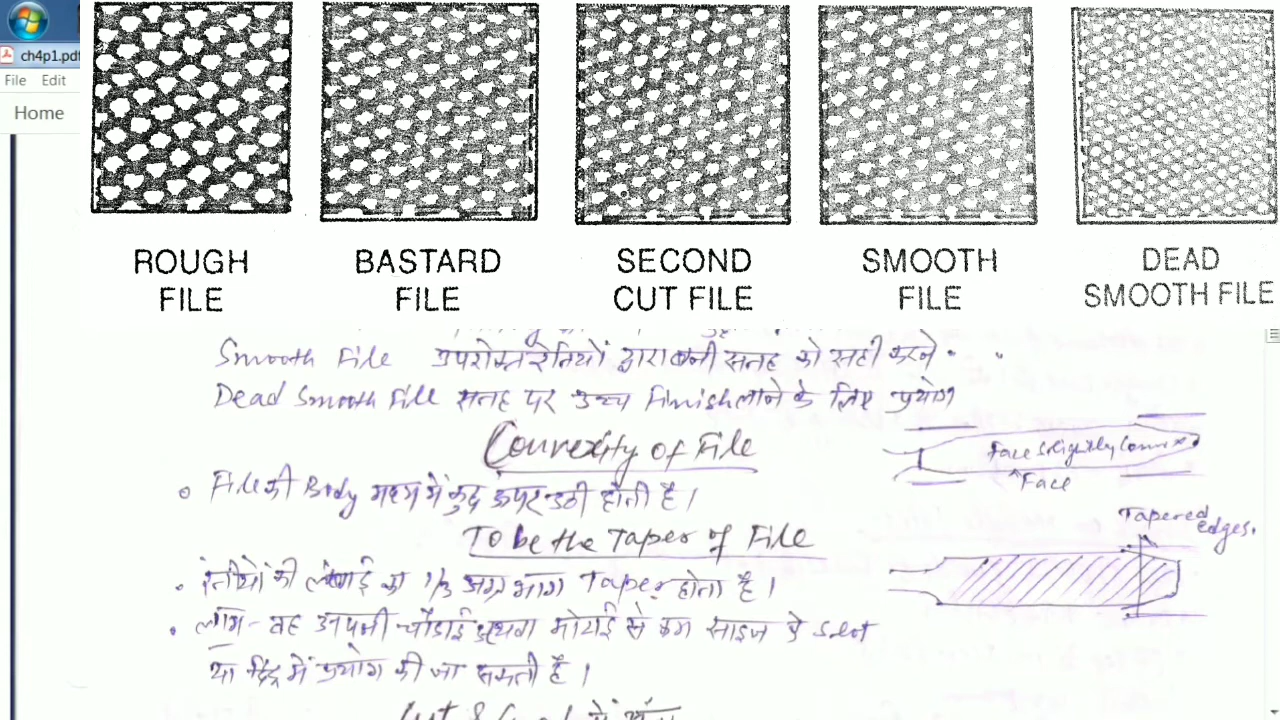 ch4p1.pdf
File Edit
Home
ROUGH FILE
BASTARD FILE
SECOND CUT FILE
SMOOTH FILE
DEAD SMOOTH FILE
Smooth File उपरोक्त रेतियों द्वारा बनी सतह को सही करने
Dead Smooth File सतह पर उच्च Finish लाने के लिए प्रयोग
Convexity of File
Face slightly Convex
Face
File की Body मध्य में कुछ ऊपर उठी होती है।
Tapered edges.
To be the Taper of File
रेतीयों की लंबाई का 1/3 अग्र भाग Taper होता है।
लाभ - वह अपनी चौडाई अथवा मोटाई से कम साइज के Slot
या छिद्र में प्रयोग की जा सकती है।